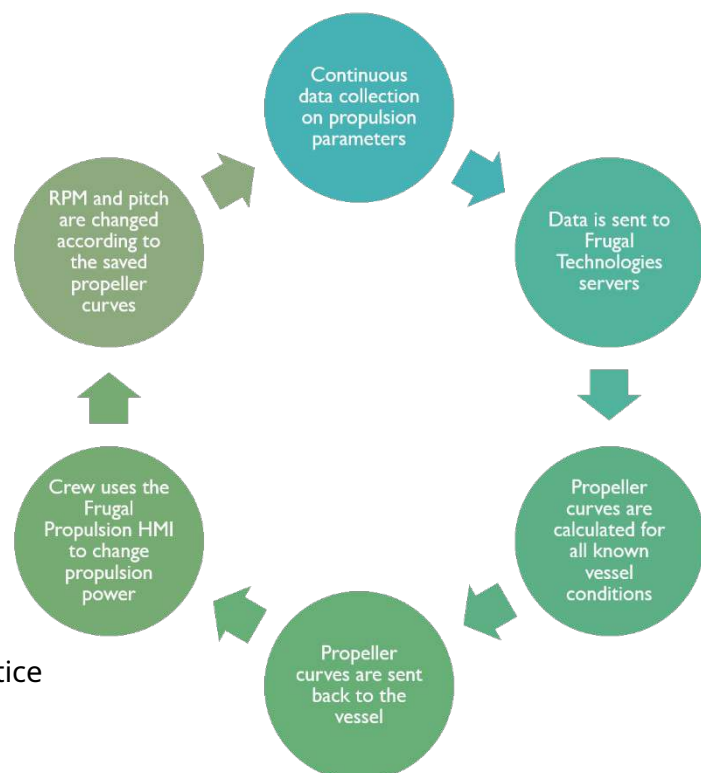 Continuous
data collection
on propulsion
parameters
Data is sent to
Frugal
Technologies
servers
Propeller
curves are
calculated for
all known
vessel
conditions
Propeller
curves are sent
back to the
vessel
Crew uses the
Frugal
Propulsion HMI
to change
propulsion
power
RPM and pitch
are changed
according to
the saved
propeller
curves
tice